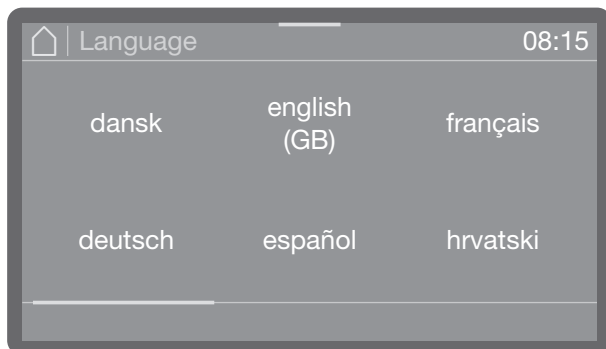 Language
08:15
dansk
english
(GB)
français
deutsch
español
hrvatski